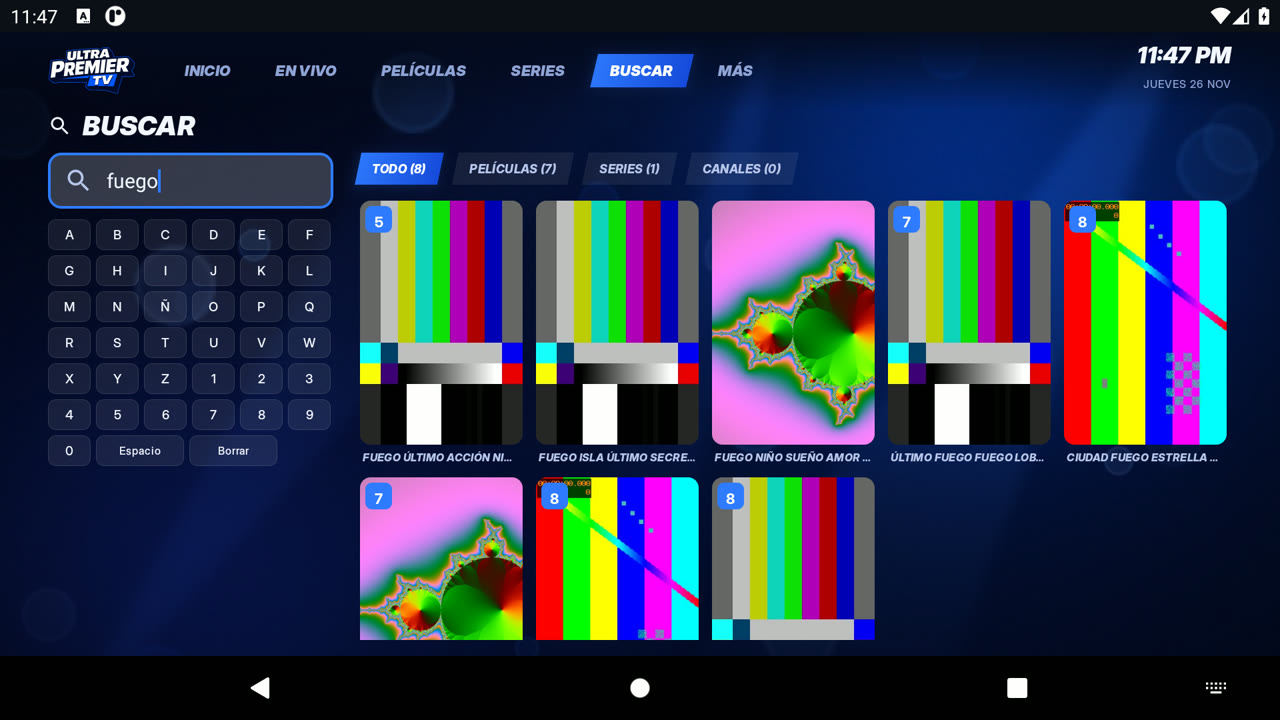 11:47
ULTRA PREMIER TV
INICIO
EN VIVO
PELÍCULAS
SERIES
BUSCAR
MÁS
11:47 PM
JUEVES 26 NOV
BUSCAR
fuego
TODO (8)
PELÍCULAS (7)
SERIES (1)
CANALES (0)
A B C D E F
G H I J K L
M N Ñ O P Q
R S T U V W
X Y Z 1 2 3
4 5 6 7 8 9
0 Espacio Borrar
5
7
8
FUEGO ÚLTIMO ACCIÓN NI...
FUEGO ISLA ÚLTIMO SECRE...
FUEGO NIÑO SUEÑO AMOR ...
ÚLTIMO FUEGO FUEGO LOB...
CIUDAD FUEGO ESTRELLA ...
7
8
8